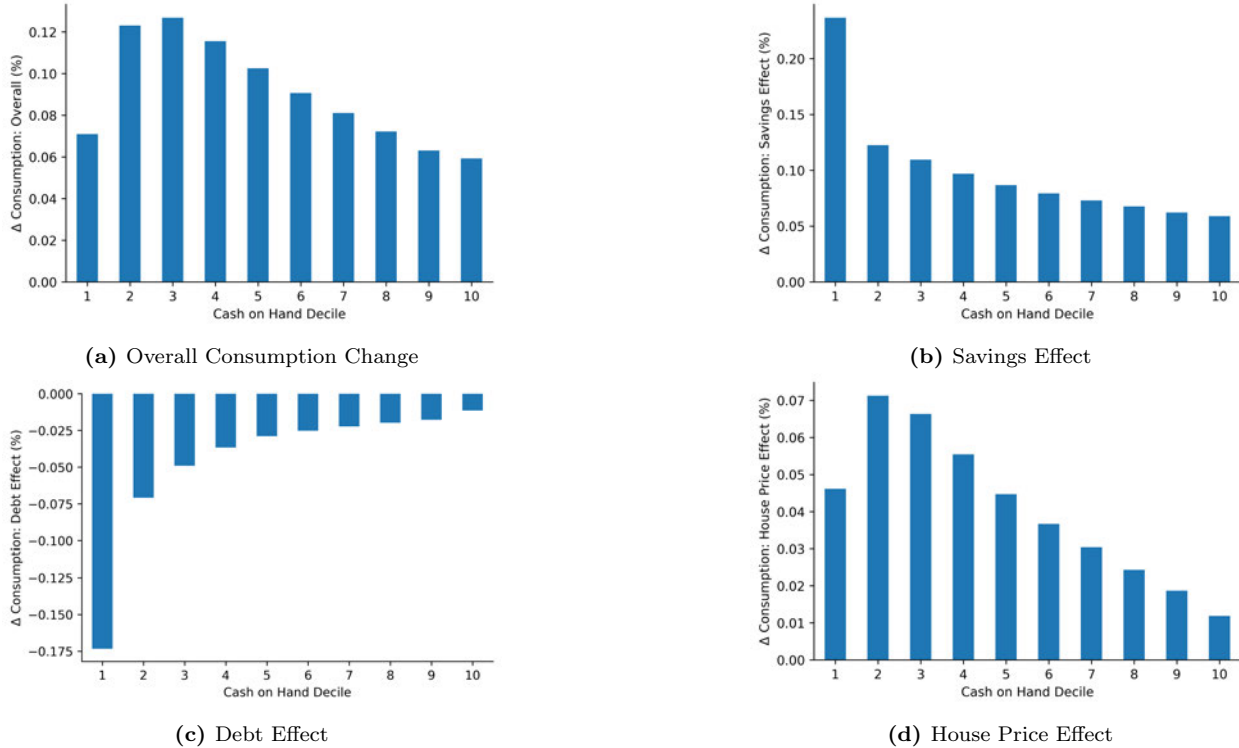 Δ Consumption: Overall (%)
0.12
0.10
0.08
0.06
0.04
0.02
0.00
1 2 3 4 5 6 7 8 9 10
Cash on Hand Decile
(a) Overall Consumption Change
Δ Consumption: Savings Effect (%)
0.20
0.15
0.10
0.05
0.00
1 2 3 4 5 6 7 8 9 10
Cash on Hand Decile
(b) Savings Effect
Δ Consumption: Debt Effect (%)
0.000
−0.025
−0.050
−0.075
−0.100
−0.125
−0.150
−0.175
1 2 3 4 5 6 7 8 9 10
Cash on Hand Decile
(c) Debt Effect
Δ Consumption: House Price Effect (%)
0.07
0.06
0.05
0.04
0.03
0.02
0.01
0.00
1 2 3 4 5 6 7 8 9 10
Cash on Hand Decile
(d) House Price Effect